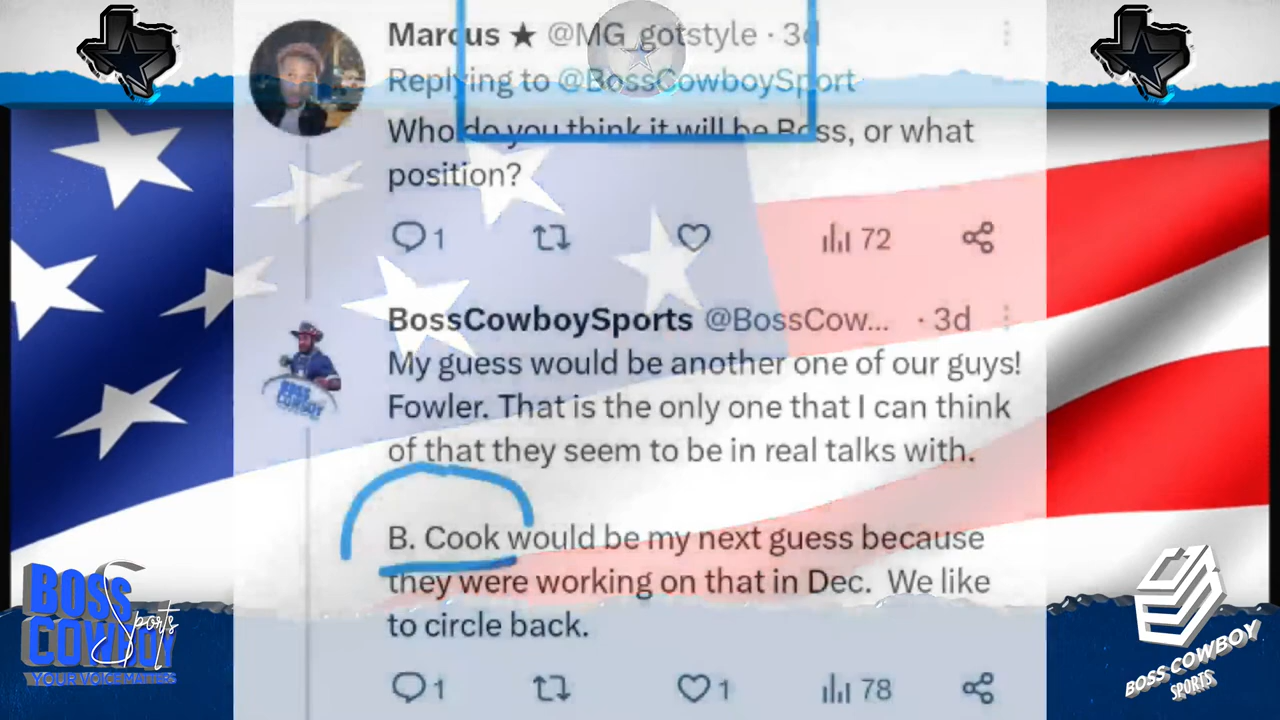 Marcus ★ @MG_gotstyle · 3d
Replying to @BossCowboySport
Who do you think it will be Boss, or what
position?
1
72
BossCowboySports @BossCow... · 3d
My guess would be another one of our guys!
Fowler. That is the only one that I can think
of that they seem to be in real talks with.
B. Cook would be my next guess because
they were working on that in Dec. We like
to circle back.
1
1
78
BOSS
COWBOY
Sports
YOUR VOICE MATTERS
BOSS COWBOY
SPORTS
BOSS
COWBOY